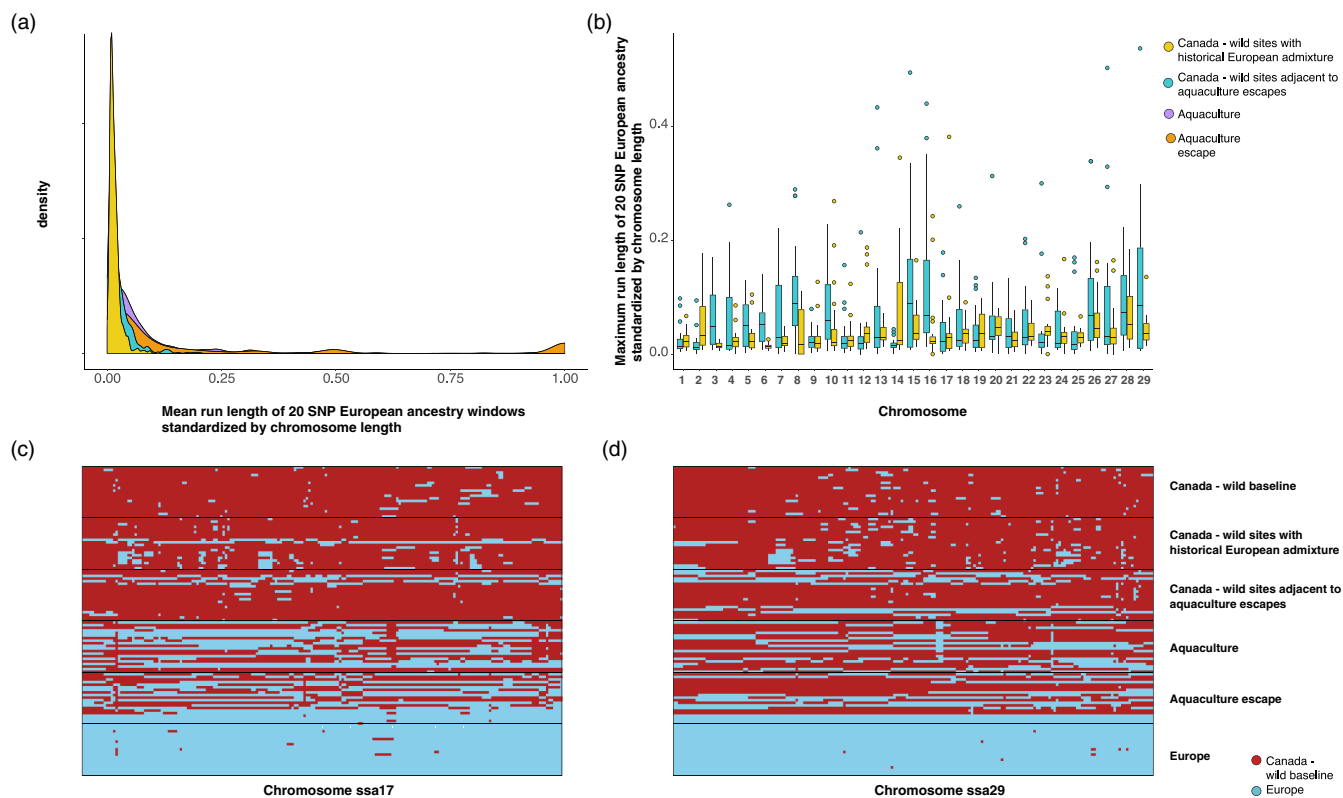 (a)
density
0.00
0.25
0.50
0.75
1.00
Mean run length of 20 SNP European ancestry windows
standardized by chromosome length
(b)
Maximum run length of 20 SNP European ancestry
standardized by chromosome length
0.4
0.2
0.0
1 2 3 4 5 6 7 8 9 10 11 12 13 14 15 16 17 18 19 20 21 22 23 24 25 26 27 28 29
Chromosome
Canada - wild sites with
historical European admixture
Canada - wild sites adjacent to
aquaculture escapes
Aquaculture
Aquaculture
escape
(c)
Chromosome ssa17
(d)
Chromosome ssa29
Canada - wild baseline
Canada - wild sites with
historical European admixture
Canada - wild sites adjacent to
aquaculture escapes
Aquaculture
Aquaculture escape
Europe
Canada -
wild baseline
Europe